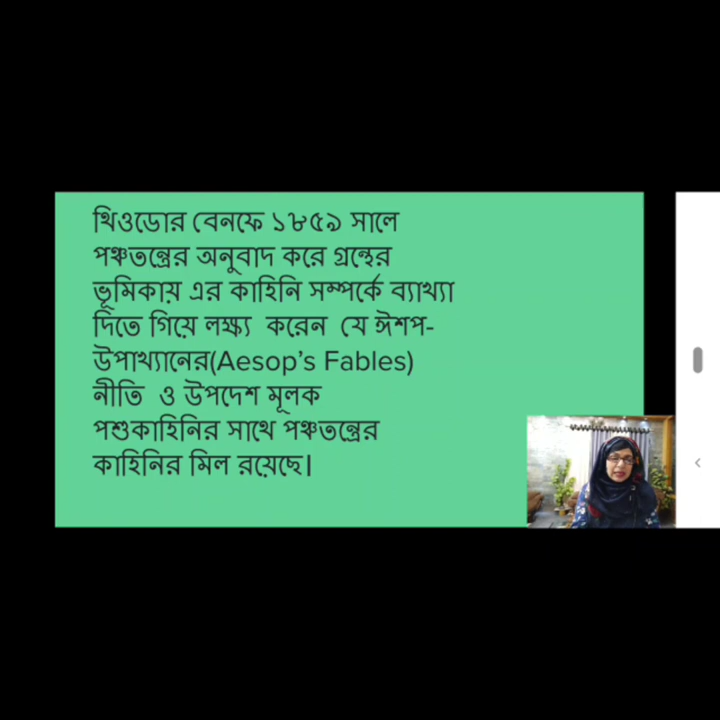 থিওডোর বেনফে ১৮৫৯ সালে
পঞ্চতন্ত্রের অনুবাদ করে গ্রন্থের
ভূমিকায় এর কাহিনি সম্পর্কে ব্যাখ্যা
দিতে গিয়ে লক্ষ্য করেন যে ঈশপ-
উপাখ্যানের(Aesop's Fables)
নীতি ও উপদেশ মূলক
পশুকাহিনির সাথে পঞ্চতন্ত্রের
কাহিনির মিল রয়েছে।